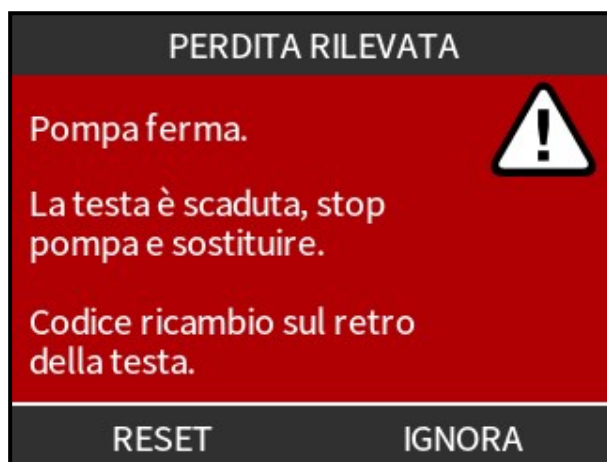 PERDITA RILEVATA
Pompa ferma.
La testa è scaduta, stop
pompa e sostituire.
Codice ricambio sul retro
della testa.
RESET IGNORA